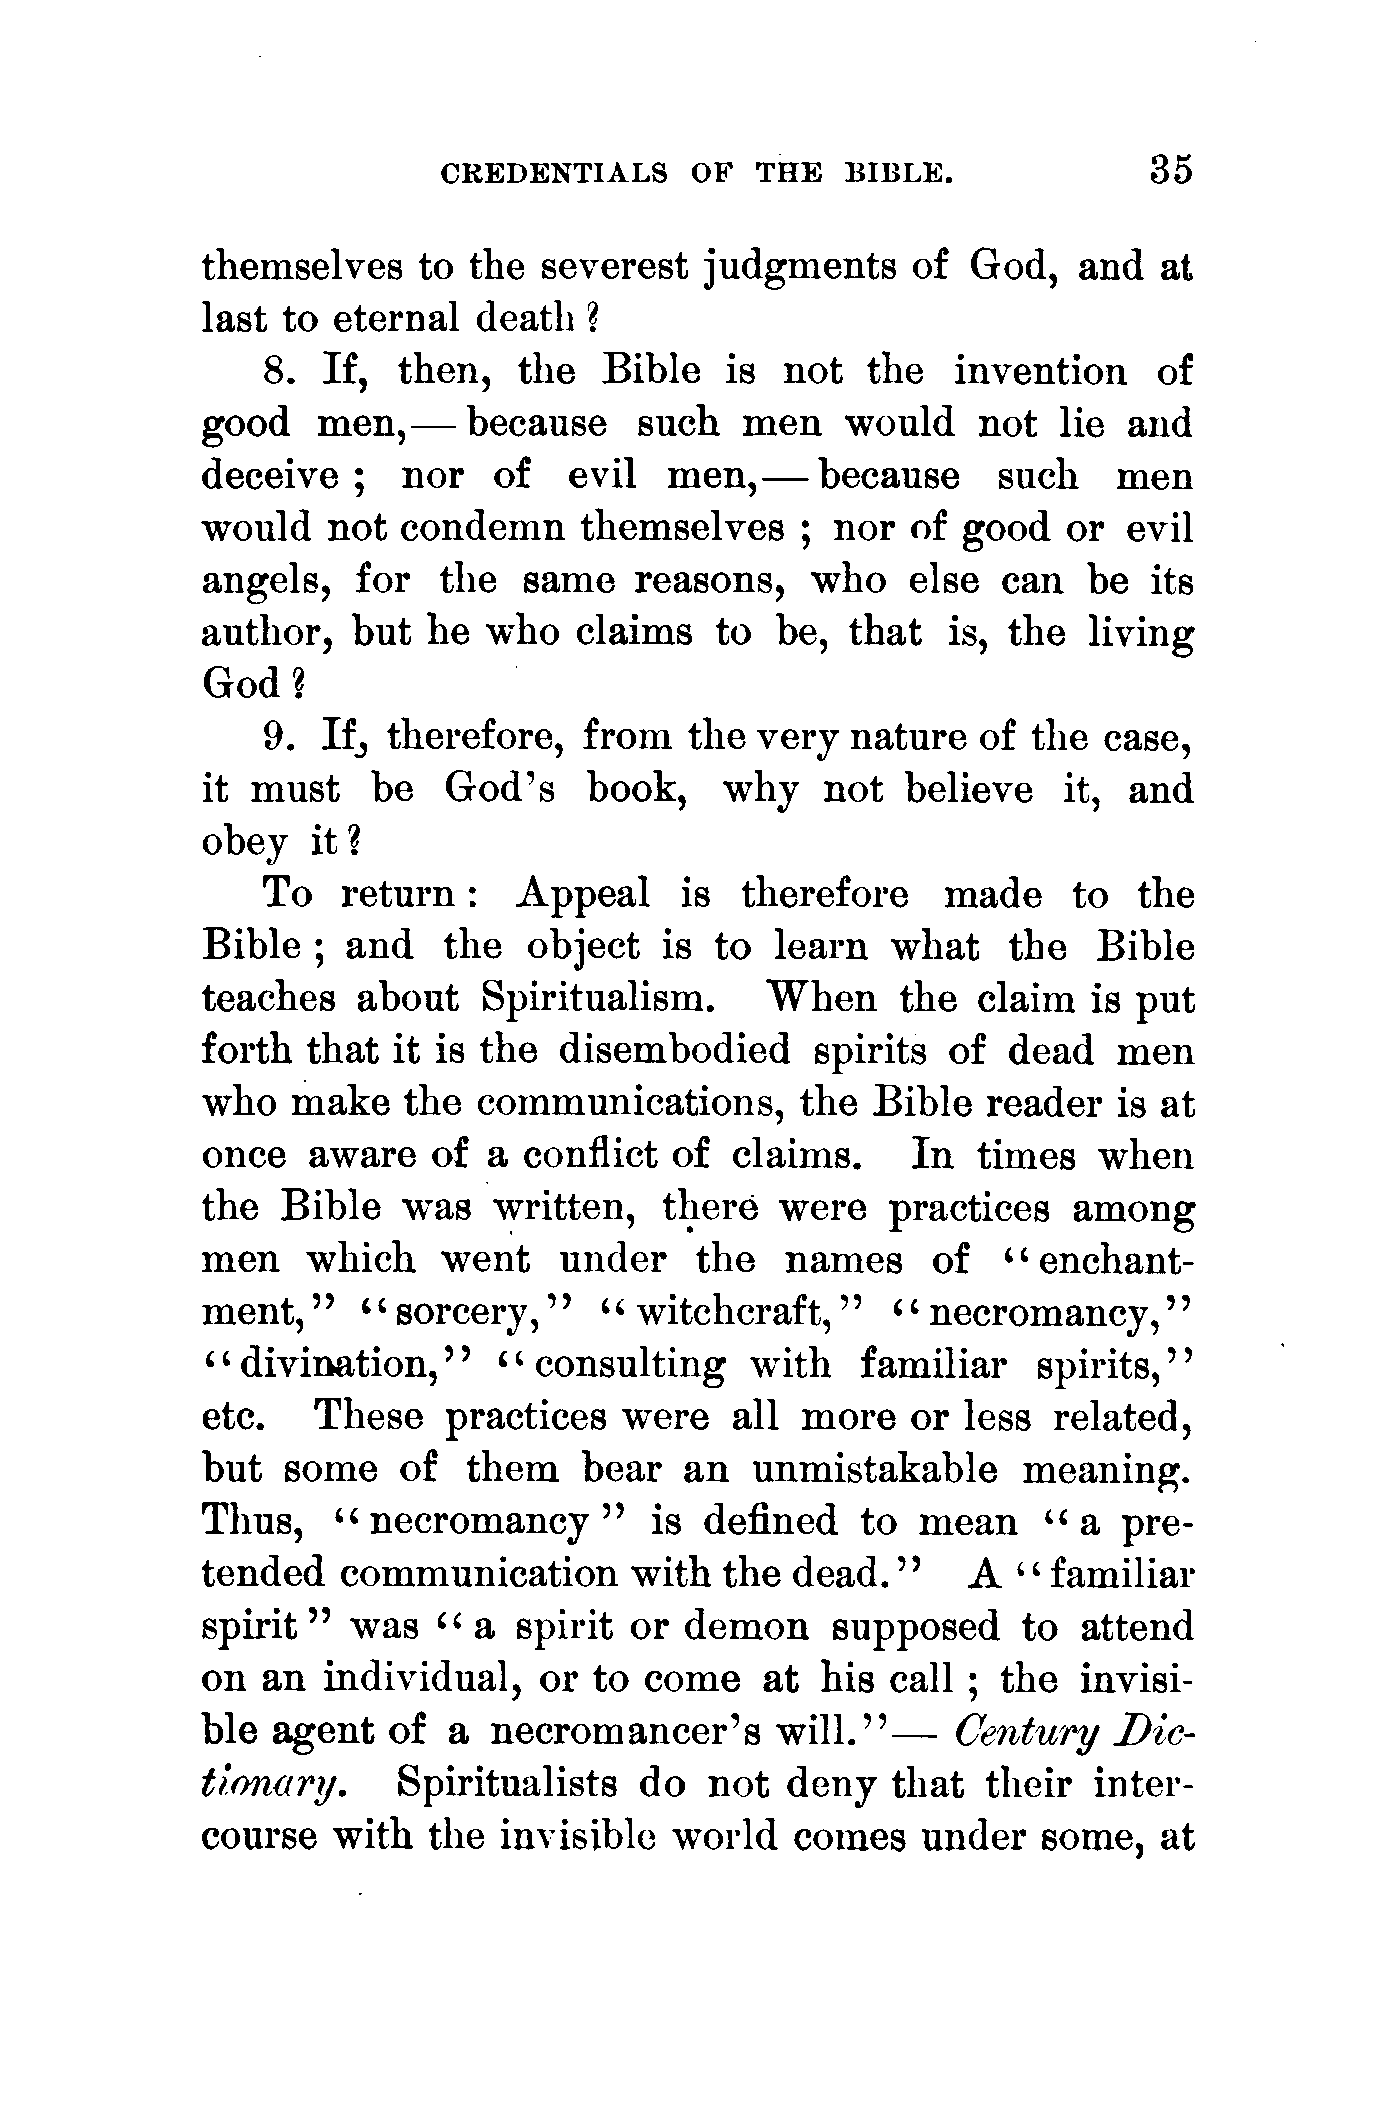 CREDENTIALS OF THE BIBLE. 35
themselves to the severest judgments of God, and at
last to eternal death?
8. If, then, the Bible is not the invention of
good men,— because such men would not lie and
deceive; nor of evil men,— because such men
would not condemn themselves; nor of good or evil
angels, for the same reasons, who else can be its
author, but he who claims to be, that is, the living
God?
9. If, therefore, from the very nature of the case,
it must be God's book, why not believe it, and
obey it?
To return: Appeal is therefore made to the
Bible; and the object is to learn what the Bible
teaches about Spiritualism. When the claim is put
forth that it is the disembodied spirits of dead men
who make the communications, the Bible reader is at
once aware of a conflict of claims. In times when
the Bible was written, there were practices among
men which went under the names of "enchant-
ment," "sorcery," "witchcraft," "necromancy,"
"divination," "consulting with familiar spirits,"
etc. These practices were all more or less related,
but some of them bear an unmistakable meaning.
Thus, "necromancy" is defined to mean "a pre-
tended communication with the dead." A "familiar
spirit" was "a spirit or demon supposed to attend
on an individual, or to come at his call; the invisi-
ble agent of a necromancer's will."— Century Dic-
tionary. Spiritualists do not deny that their inter-
course with the invisible world comes under some, at